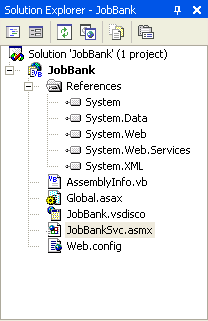 Solution Explorer - JobBank
Solution 'JobBank' (1 project)
JobBank
References
System
System.Data
System.Web
System.Web.Services
System.XML
AssemblyInfo.vb
Global.asax
JobBank.vsdisco
JobBankSvc.asmx
Web.config